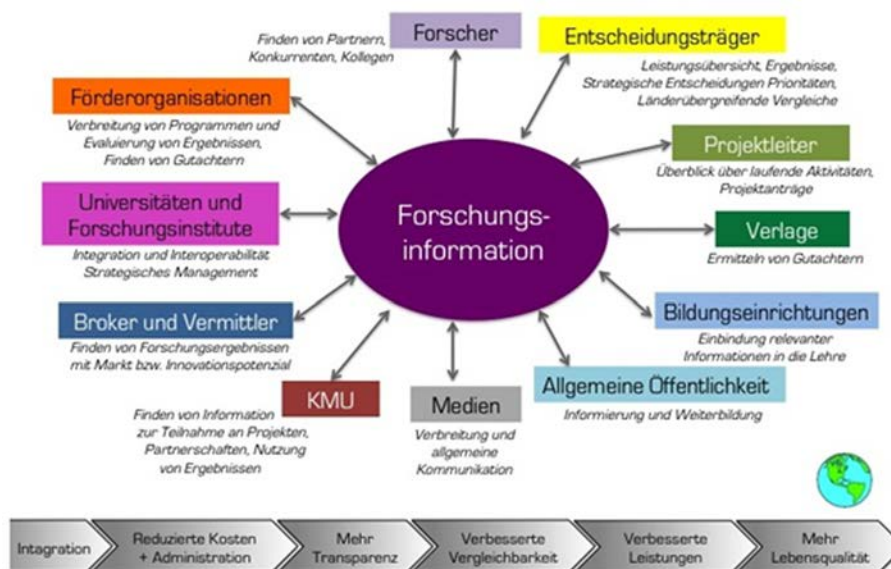 Forscher
Finden von Partnern,
Konkurrenten, Kollegen
Entscheidungsträger
Leistungsübersicht, Ergebnisse,
Strategische Entscheidungen Prioritäten,
Länderübergreifende Vergleiche
Förderorganisationen
Verbreitung von Programmen und
Evaluierung von Ergebnissen,
Finden von Gutachtern
Projektleiter
Überblick über laufende Aktivitäten,
Projektanträge
Universitäten und
Forschungsinstitute
Integration und Interoperabilität
Strategisches Management
Forschungs-
information
Verlage
Ermitteln von Gutachtern
Broker und Vermittler
Finden von Forschungsergebnissen
mit Markt bzw. Innovationspotenzial
Bildungseinrichtungen
Einbindung relevanter
Informationen in die Lehre
KMU
Finden von Information
zur Teilnahme an Projekten,
Partnerschaften, Nutzung
von Ergebnissen
Medien
Verbreitung und
allgemeine
Kommunikation
Allgemeine Öffentlichkeit
Informierung und Weiterbildung
Intagration
Reduzierte Kosten
+ Administration
Mehr
Transparenz
Verbesserte
Vergleichbarkeit
Verbesserte
Leistungen
Mehr
Lebensqualität